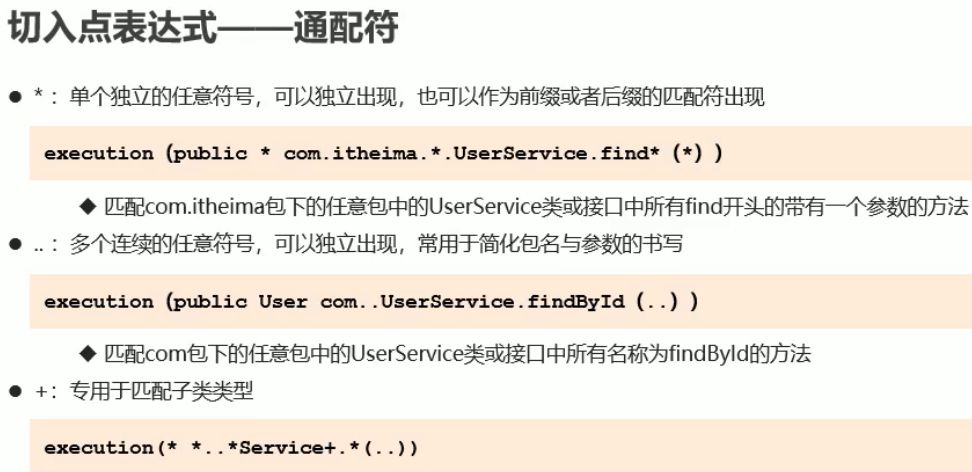 切入点表达式——通配符
● *：单个独立的任意符号，可以独立出现，也可以作为前缀或者后缀的匹配符出现
execution（public * com.itheima.*.UserService.find*（*））
◆ 匹配com.itheima包下的任意包中的UserService类或接口中所有find开头的带有一个参数的方法
● ..：多个连续的任意符号，可以独立出现，常用于简化包名与参数的书写
execution（public User com..UserService.findById（..））
◆ 匹配com包下的任意包中的UserService类或接口中所有名称为findById的方法
● +：专用于匹配子类类型
execution(* *..*Service+.*(..))